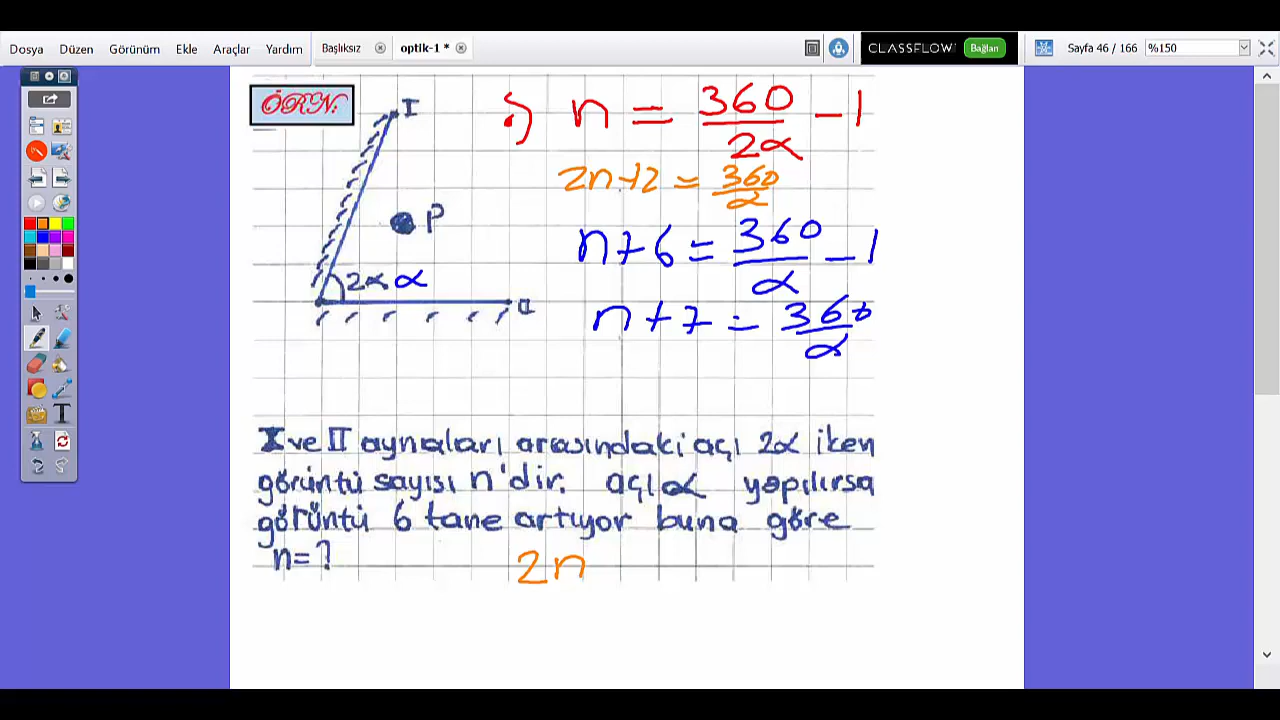 Dosya Düzen Görünüm Ekle Araçlar Yardım Başlıksız optik-1 * CLASSFLOW Bağlan Sayfa 46 / 166 %150
ÖRN:
I
P
2α α
II
:) n = 360/2α - 1
2n+12 = 360/α
n+6 = 360/α - 1
n+7 = 360/α
I ve II aynaları arasındaki açı 2α iken
görüntü sayısı n'dir. açı α yapılırsa
görüntü 6 tane artıyor buna göre
n=?
2n